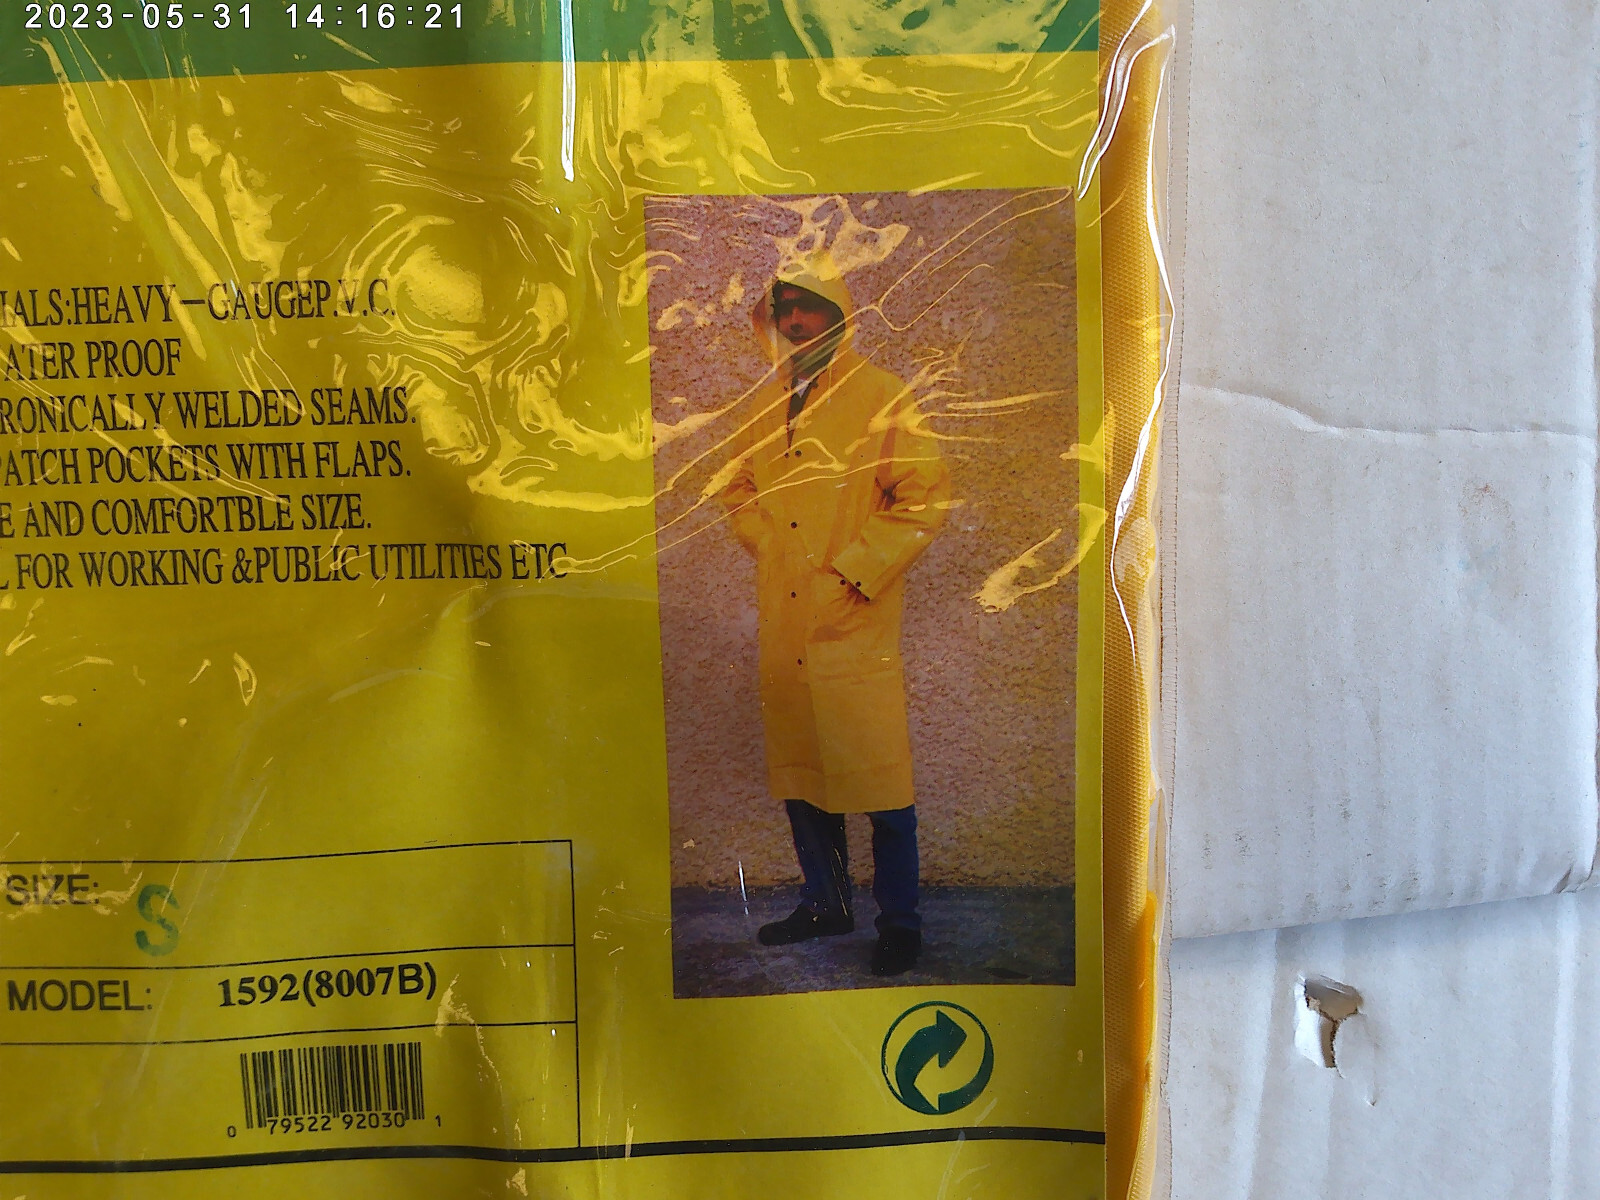 2023-05-31 14:16:21
IALS:HEAVY-GAUGEP.V.C.
ATER PROOF
RONICALLY WELDED SEAMS.
PATCH POCKETS WITH FLAPS.
E AND COMFORTBLE SIZE.
L FOR WORKING &PUBLIC UTILITIES ETC
SIZE: S
MODEL: 1592(8007B)
0 79522 92030 1